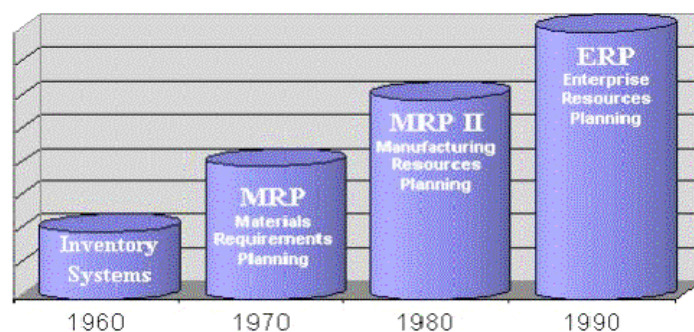 Inventory
Systems
MRP
Materials
Requirements
Planning
MRP II
Manufacturing
Resources
Planning
ERP
Enterprise
Resources
Planning
1960
1970
1980
1990